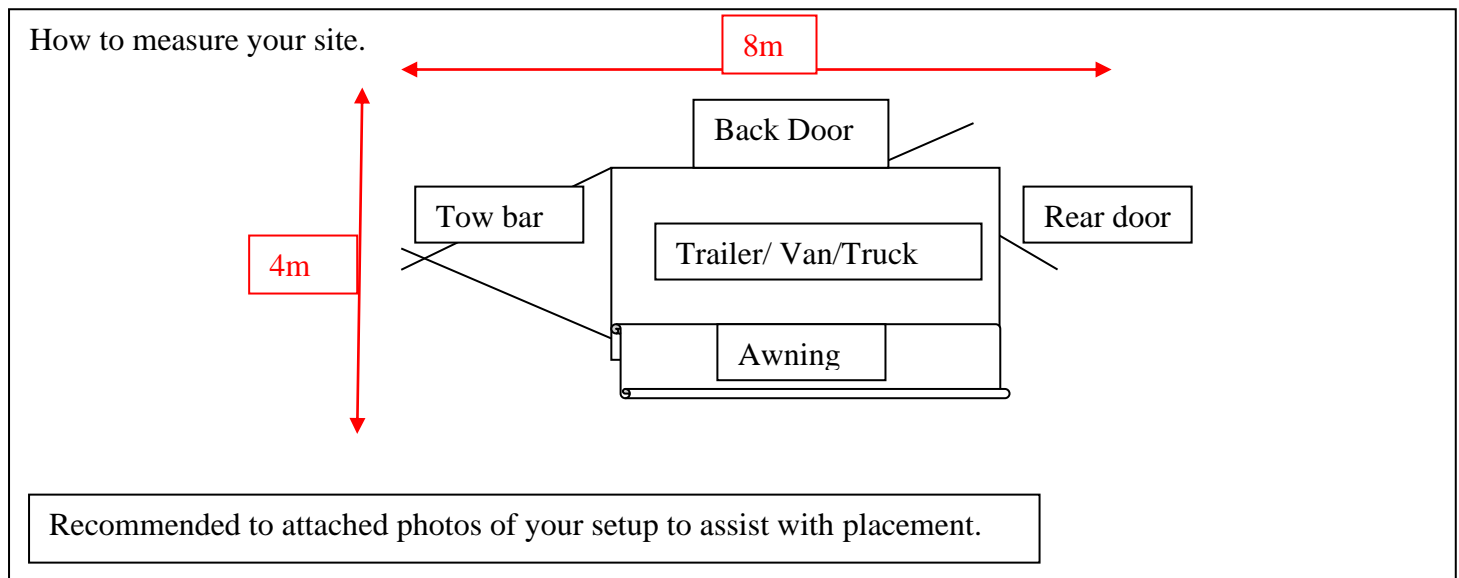 How to measure your site.
8m
Back Door
Tow bar
Rear door
Trailer/ Van/Truck
4m
Awning
Recommended to attached photos of your setup to assist with placement.